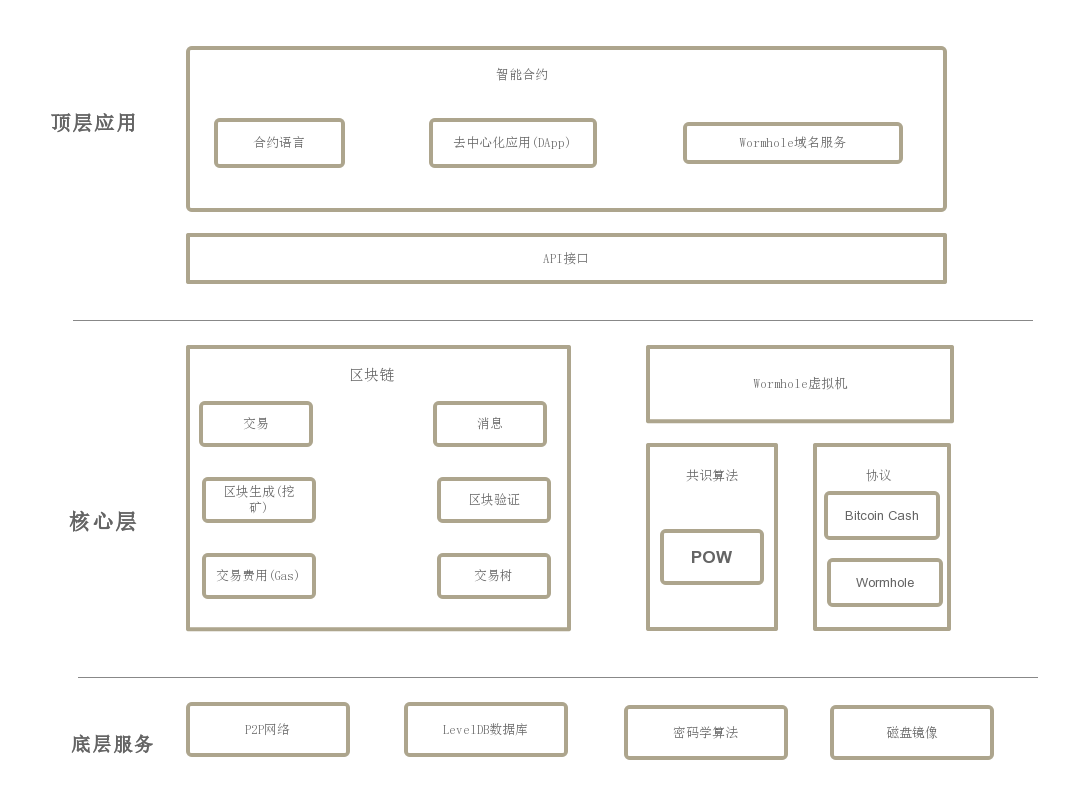 智能合约
顶层应用
合约语言
去中心化应用(DApp)
Wormhole域名服务
API接口
区块链
Wormhole虚拟机
交易
消息
共识算法
协议
区块生成(挖
矿)
区块验证
Bitcoin Cash
核心层
POW
交易费用(Gas)
交易树
Wormhole
底层服务
P2P网络
LevelDB数据库
密码学算法
磁盘镜像